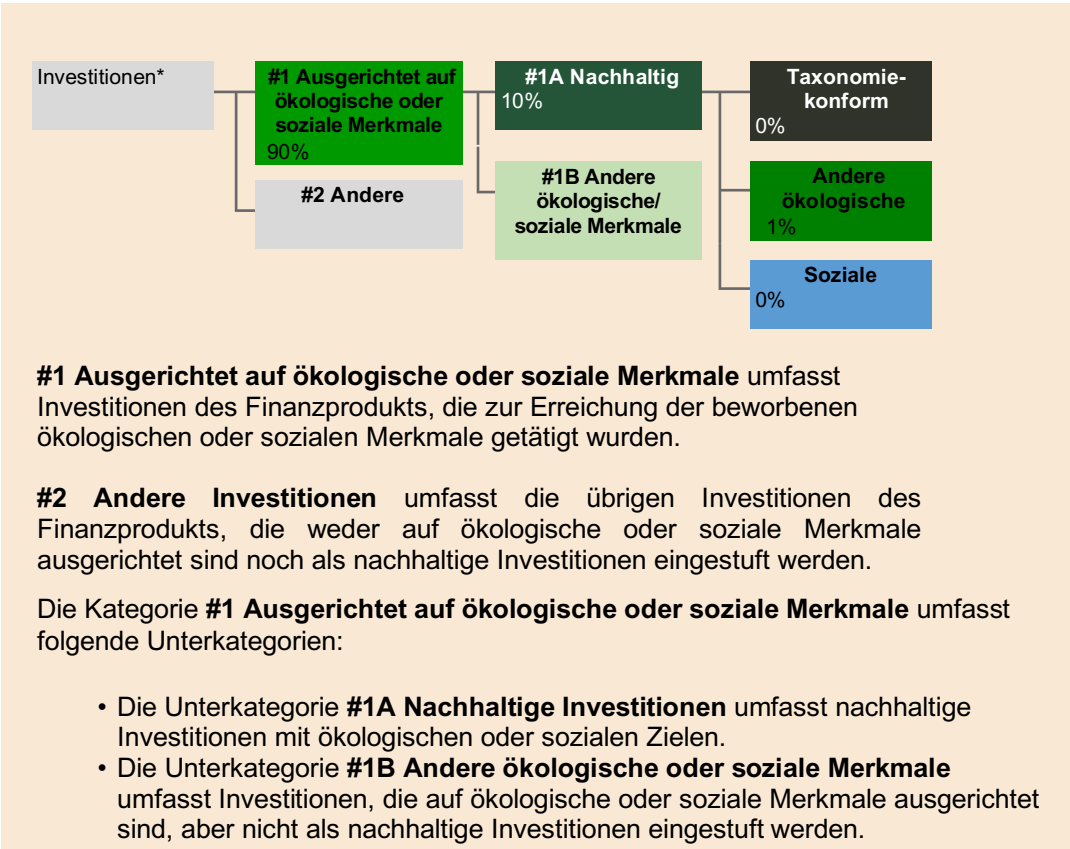 Investitionen*
#1 Ausgerichtet auf
ökologische oder
soziale Merkmale
90%
#2 Andere
#1A Nachhaltig
10%
#1B Andere
ökologische/
soziale Merkmale
Taxonomie-
konform
0%
Andere
ökologische
1%
Soziale
0%
#1 Ausgerichtet auf ökologische oder soziale Merkmale umfasst
Investitionen des Finanzprodukts, die zur Erreichung der beworbenen
ökologischen oder sozialen Merkmale getätigt wurden.
#2 Andere Investitionen umfasst die übrigen Investitionen des
Finanzprodukts, die weder auf ökologische oder soziale Merkmale
ausgerichtet sind noch als nachhaltige Investitionen eingestuft werden.
Die Kategorie #1 Ausgerichtet auf ökologische oder soziale Merkmale umfasst
folgende Unterkategorien:
• Die Unterkategorie #1A Nachhaltige Investitionen umfasst nachhaltige
Investitionen mit ökologischen oder sozialen Zielen.
• Die Unterkategorie #1B Andere ökologische oder soziale Merkmale
umfasst Investitionen, die auf ökologische oder soziale Merkmale ausgerichtet
sind, aber nicht als nachhaltige Investitionen eingestuft werden.